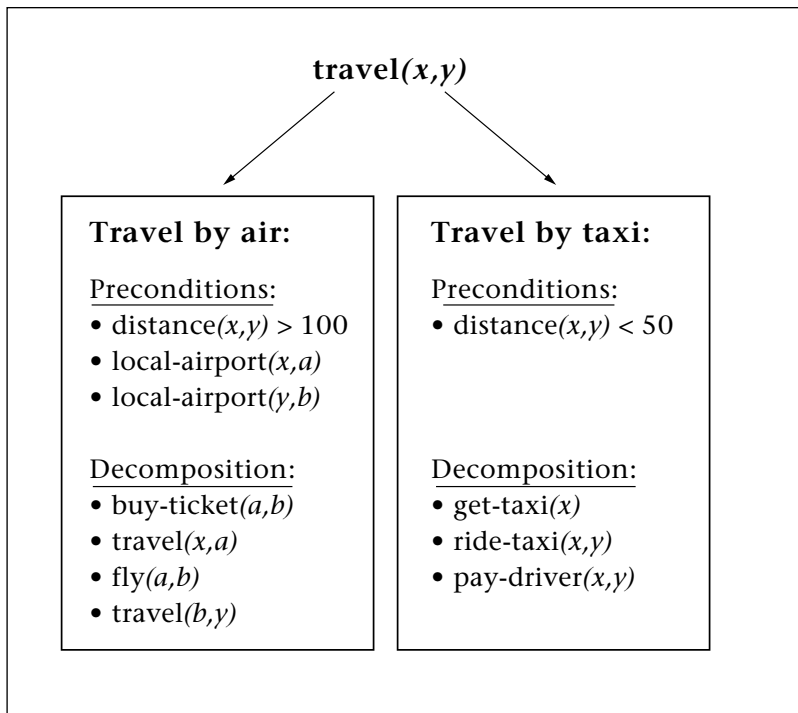 travel(x,y)
Travel by air:
Preconditions:
• distance(x,y) > 100
• local-airport(x,a)
• local-airport(y,b)
Decomposition:
• buy-ticket(a,b)
• travel(x,a)
• fly(a,b)
• travel(b,y)
Travel by taxi:
Preconditions:
• distance(x,y) < 50
Decomposition:
• get-taxi(x)
• ride-taxi(x,y)
• pay-driver(x,y)